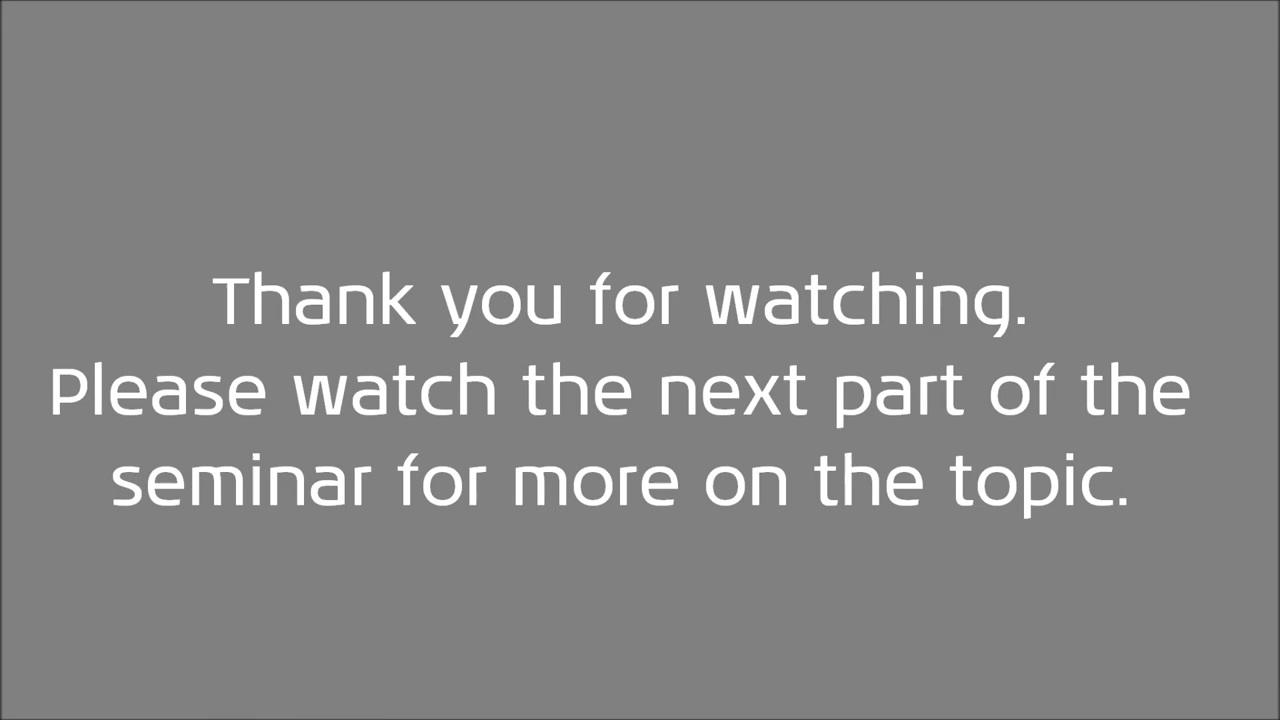 Thank you for watching.
Please watch the next part of the
seminar for more on the topic.